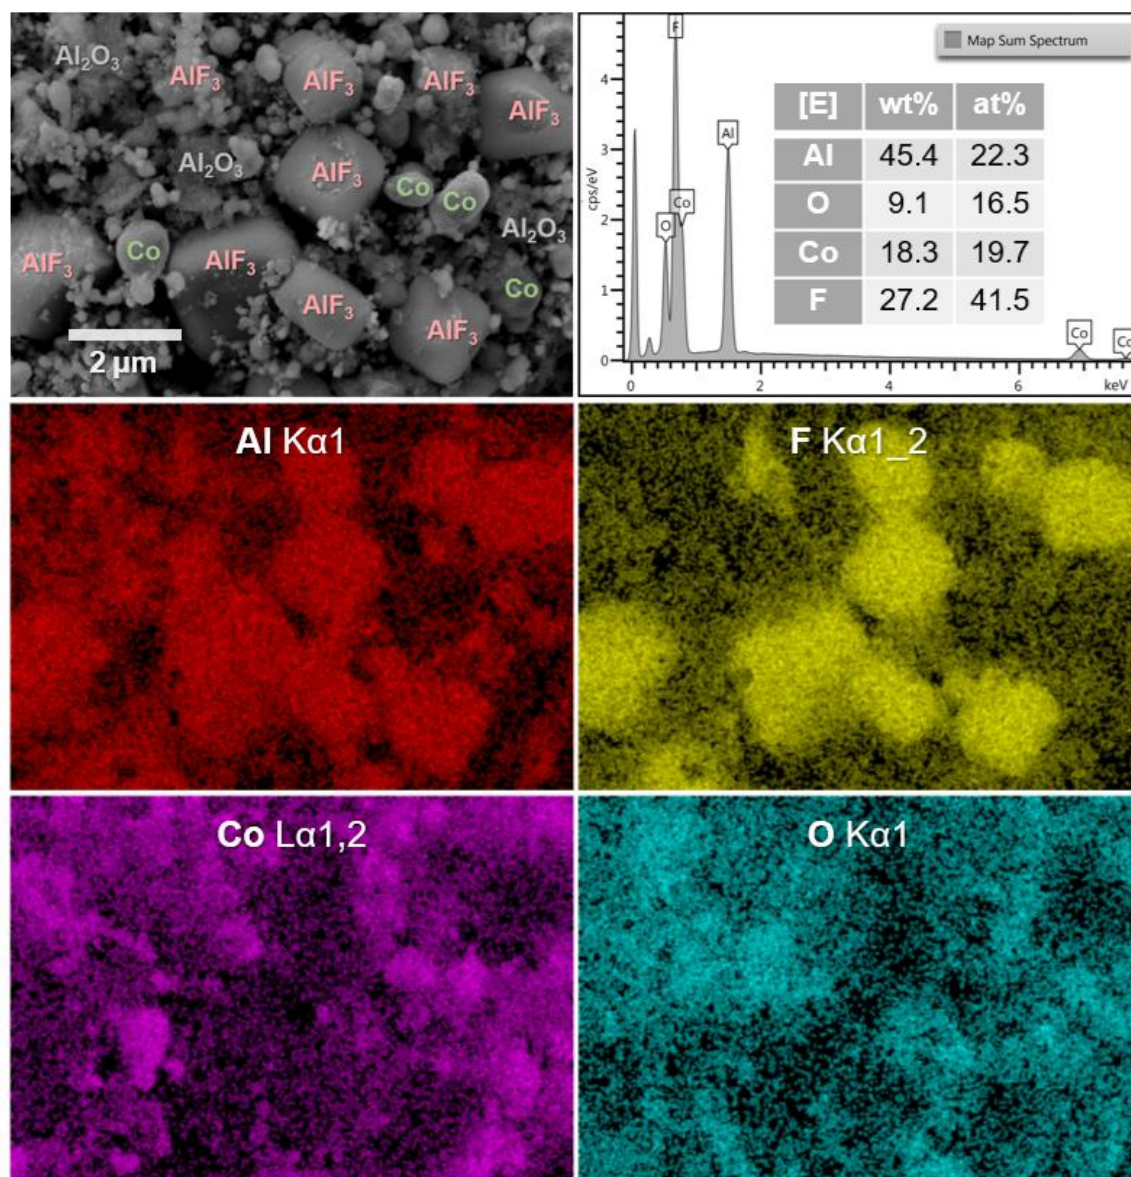 Al₂O₃
AlF₃
AlF₃
AlF₃
AlF₃
Al₂O₃
AlF₃
Co
Co
Al₂O₃
Co
AlF₃
AlF₃
AlF₃
AlF₃
Co
2 µm
F
Map Sum Spectrum
4
3
2
1
0
cps/eV
Al
O
Co
[E] wt% at%
Al 45.4 22.3
O 9.1 16.5
Co 18.3 19.7
F 27.2 41.5
Co
Co
0 2 4 6 keV
Al Kα1
F Kα1_2
Co Lα1,2
O Kα1